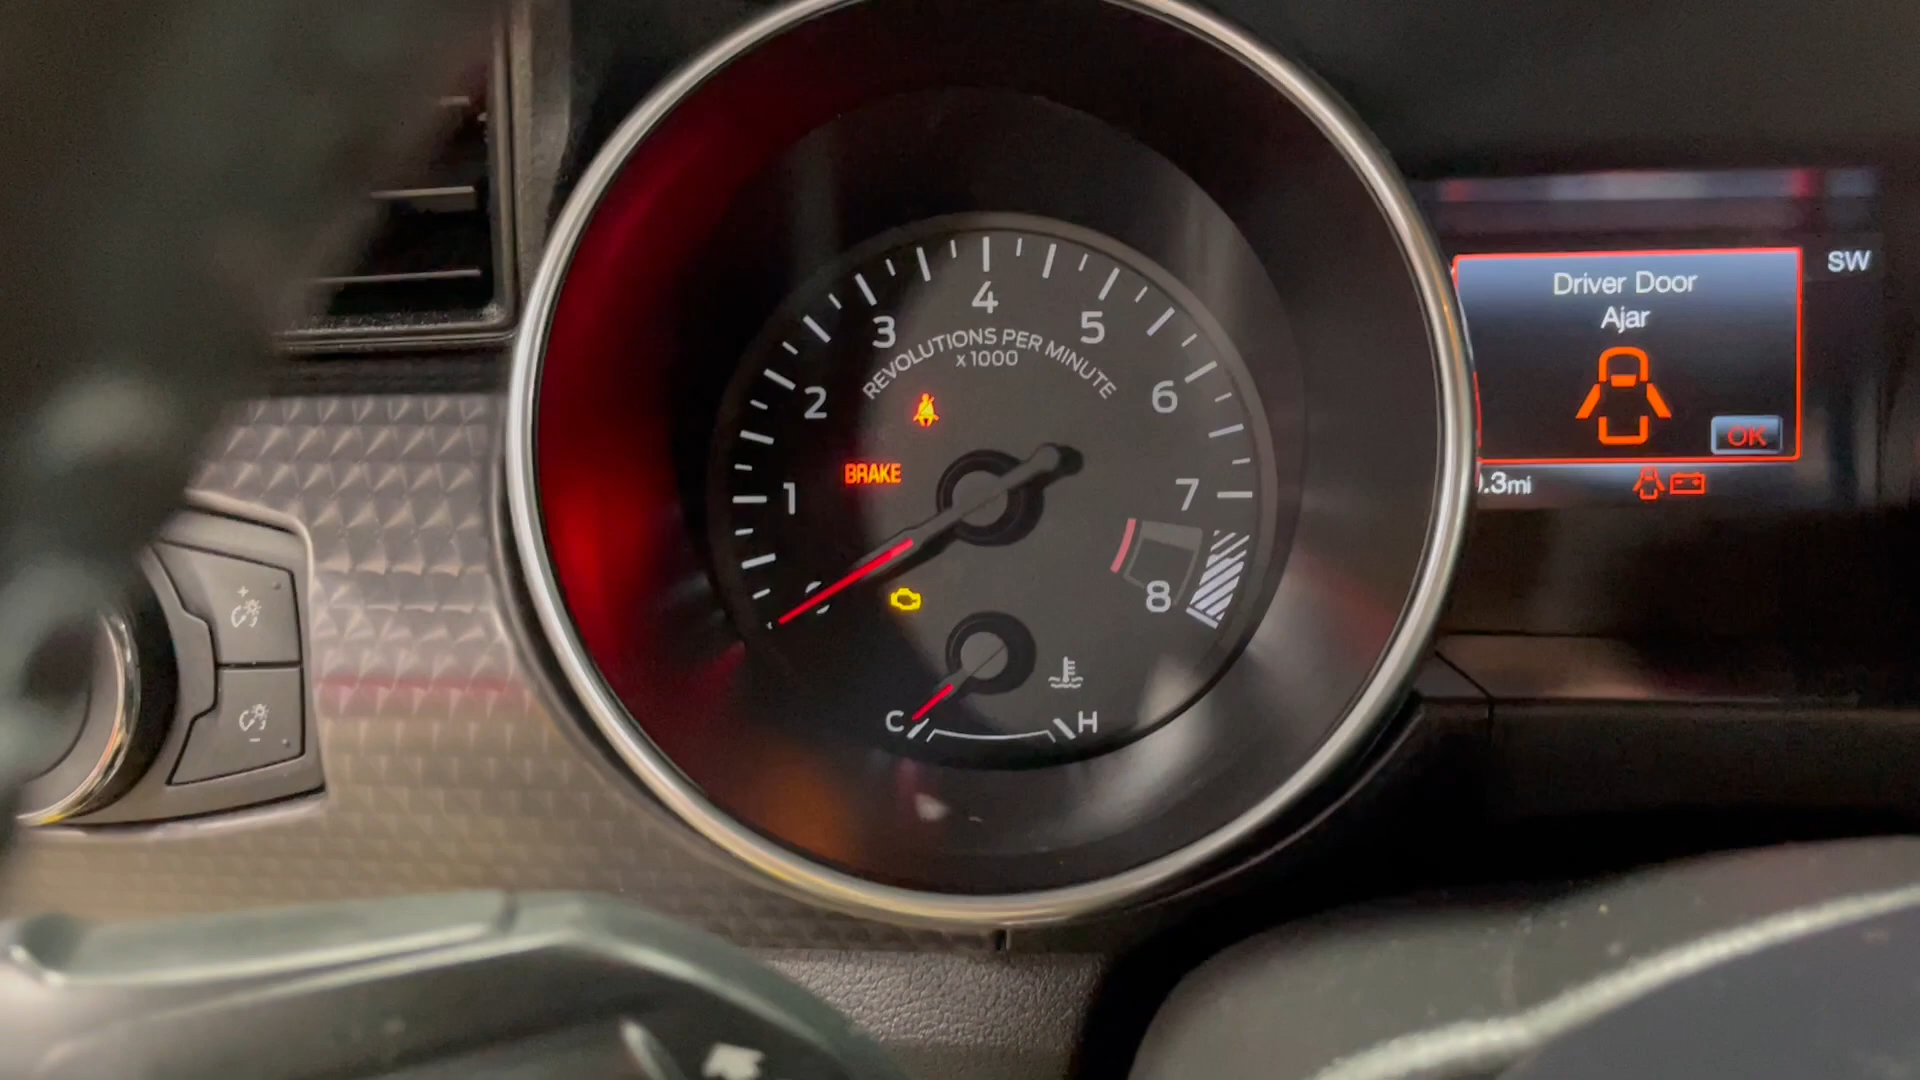 SW
Driver Door
Ajar
OK
.3mi
1
2
3
4
5
6
7
8
REVOLUTIONS PER MINUTE
x1000
BRAKE
C
H